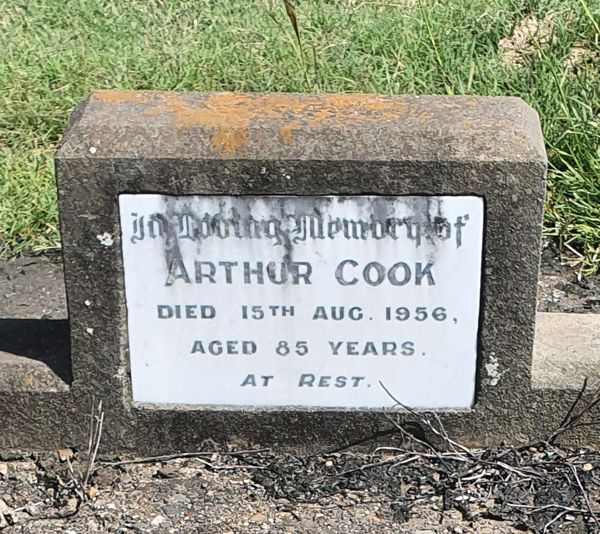 In Loving Memory of
ARTHUR COOK
DIED 15TH AUG. 1956,
AGED 85 YEARS.
AT REST.